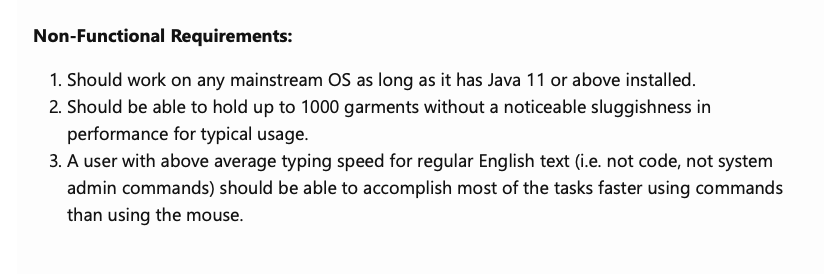 Non-Functional Requirements:
1. Should work on any mainstream OS as long as it has Java 11 or above installed.
2. Should be able to hold up to 1000 garments without a noticeable sluggishness in
performance for typical usage.
3. A user with above average typing speed for regular English text (i.e. not code, not system
admin commands) should be able to accomplish most of the tasks faster using commands
than using the mouse.